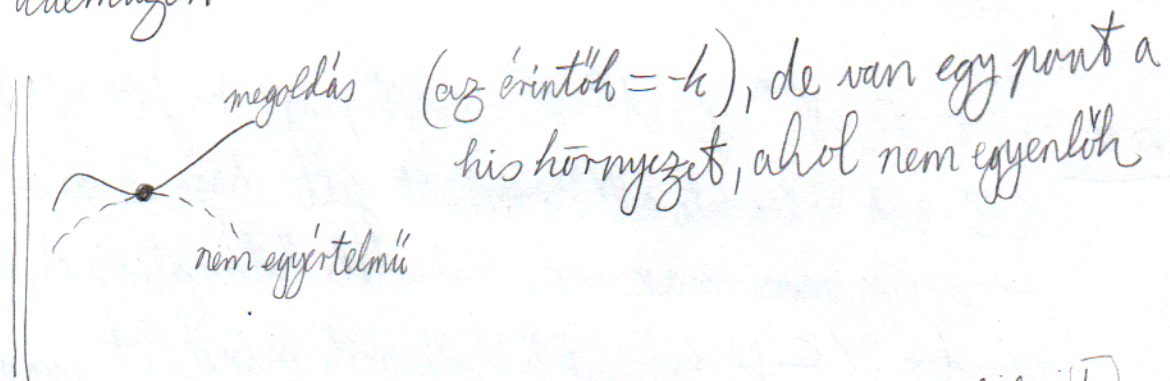 megoldás (az érintők = -k), de van egy pont a
kis környezet, ahol nem egyenlők
nem egyértelmű